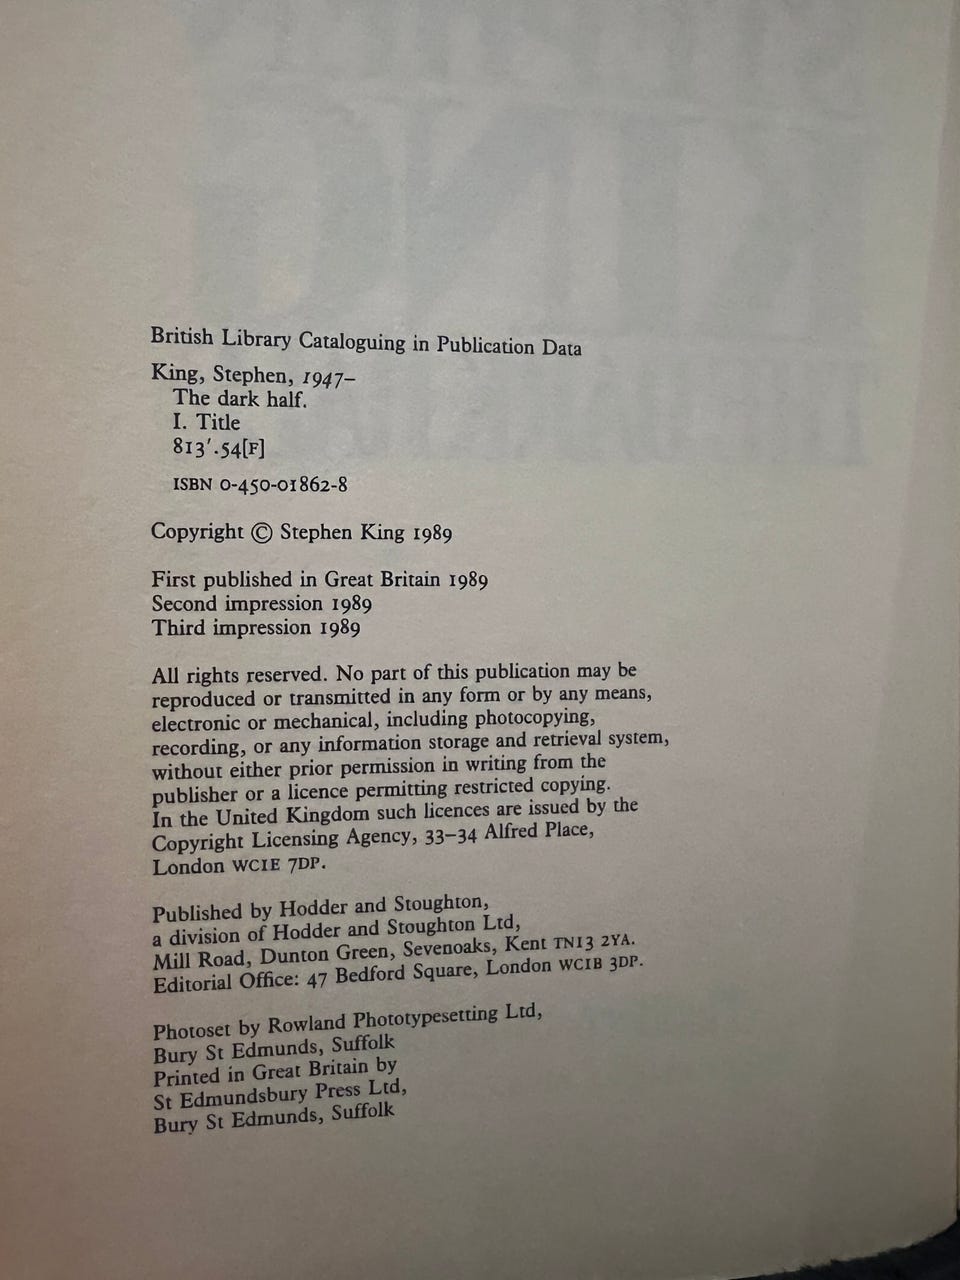 British Library Cataloguing in Publication Data
King, Stephen, 1947–
The dark half.
I. Title
813'.54[F]
ISBN 0-450-01862-8
Copyright © Stephen King 1989
First published in Great Britain 1989
Second impression 1989
Third impression 1989
All rights reserved. No part of this publication may be
reproduced or transmitted in any form or by any means,
electronic or mechanical, including photocopying,
recording, or any information storage and retrieval system,
without either prior permission in writing from the
publisher or a licence permitting restricted copying.
In the United Kingdom such licences are issued by the
Copyright Licensing Agency, 33–34 Alfred Place,
London WC1E 7DP.
Published by Hodder and Stoughton,
a division of Hodder and Stoughton Ltd,
Mill Road, Dunton Green, Sevenoaks, Kent TN13 2YA.
Editorial Office: 47 Bedford Square, London WC1B 3DP.
Photoset by Rowland Phototypesetting Ltd,
Bury St Edmunds, Suffolk
Printed in Great Britain by
St Edmundsbury Press Ltd,
Bury St Edmunds, Suffolk